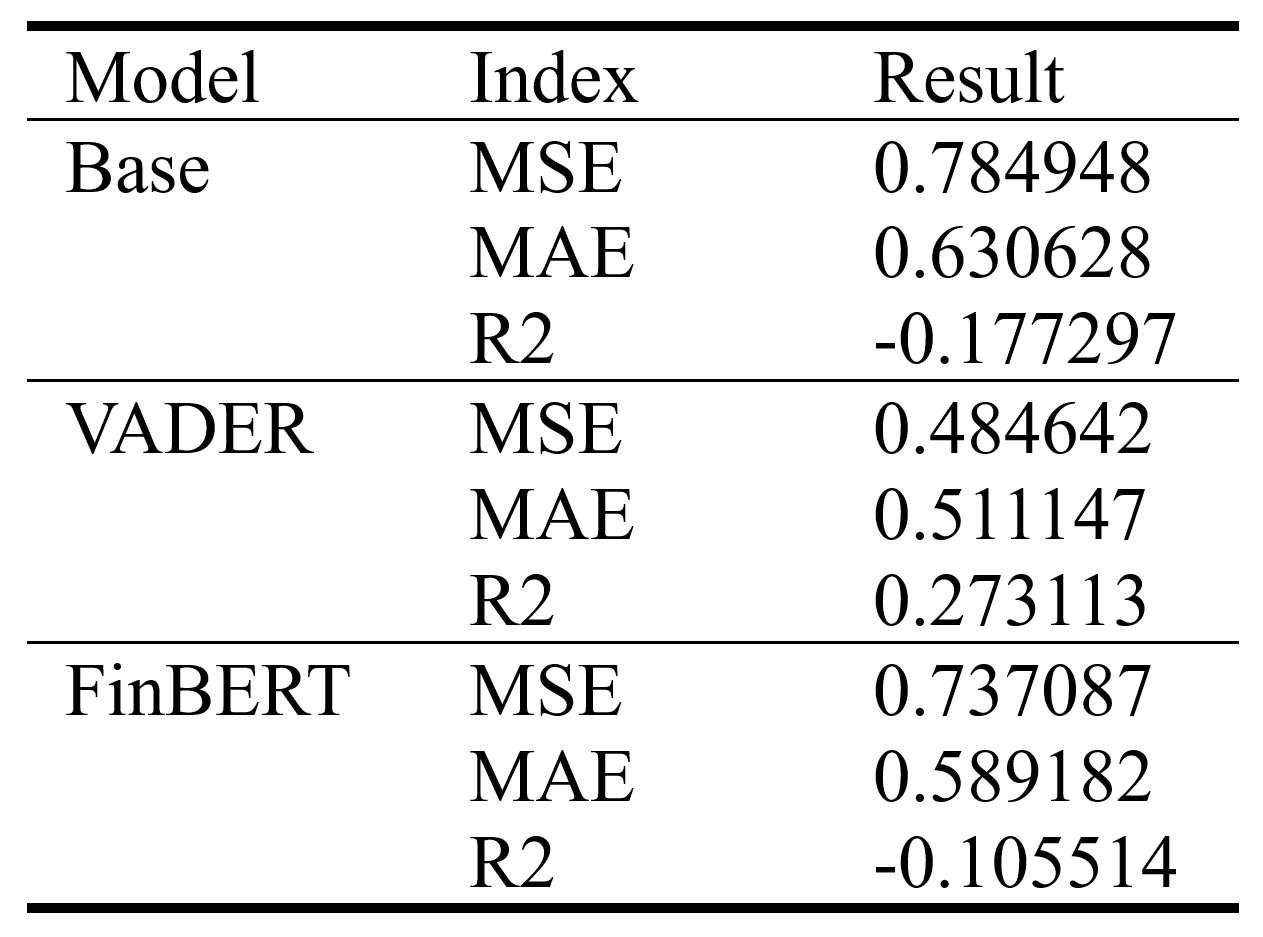 Model Index Result
Base MSE 0.784948
MAE 0.630628
R2 -0.177297
VADER MSE 0.484642
MAE 0.511147
R2 0.273113
FinBERT MSE 0.737087
MAE 0.589182
R2 -0.105514